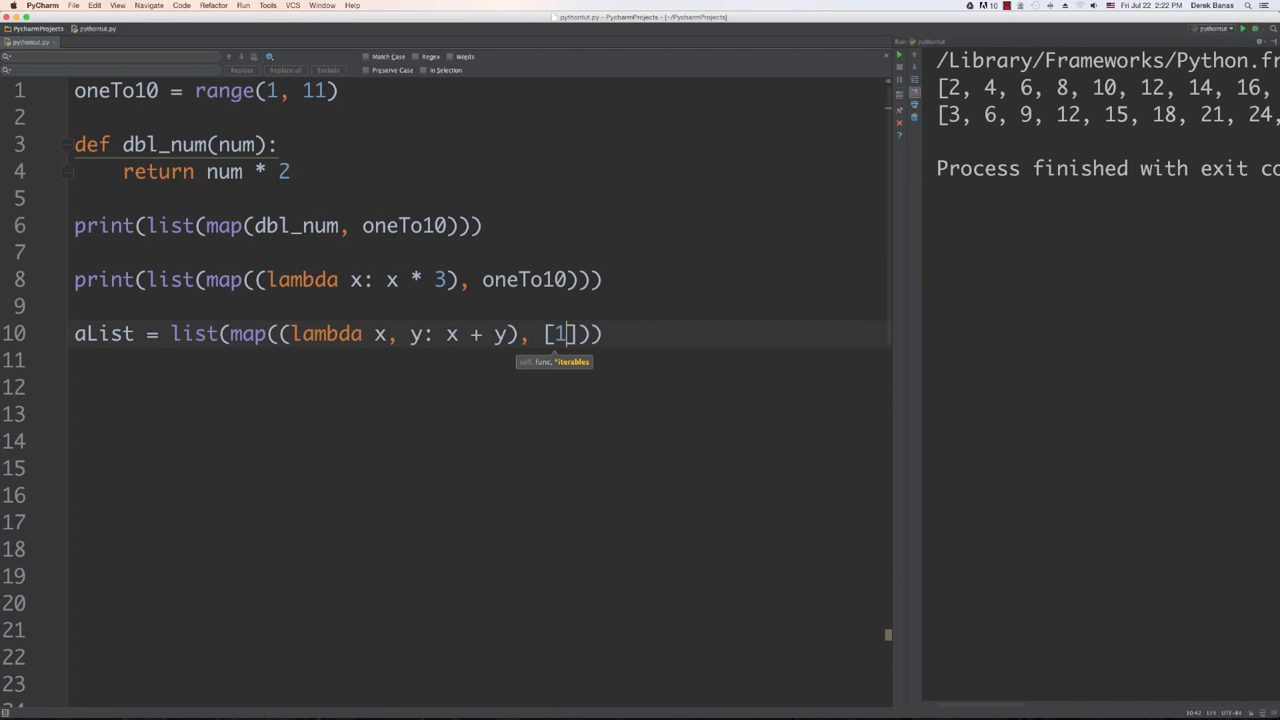 PyCharm File Edit View Navigate Code Refactor Run Tools VCS Window Help 10 Fri Jul 22 2:22 PM Derek Banas
pythontut.py - PycharmProjects - [~/PycharmProjects]
PycharmProjects pythontut.py pythontut
pythontut.py Run pythontut
Match Case Regex Words
Replace Replace all Exclude Preserve Case In Selection
1 oneTo10 = range(1, 11)
2
3 def dbl_num(num):
4 return num * 2
5
6 print(list(map(dbl_num, oneTo10)))
7
8 print(list(map((lambda x: x * 3), oneTo10)))
9
10 aList = list(map((lambda x, y: x + y), [1]))
self, func, *iterables
11
12
13
14
15
16
17
18
19
20
21
22
23
/Library/Frameworks/Python.fr
[2, 4, 6, 8, 10, 12, 14, 16,
[3, 6, 9, 12, 15, 18, 21, 24,
Process finished with exit co
10:42 LF± UTF-8±